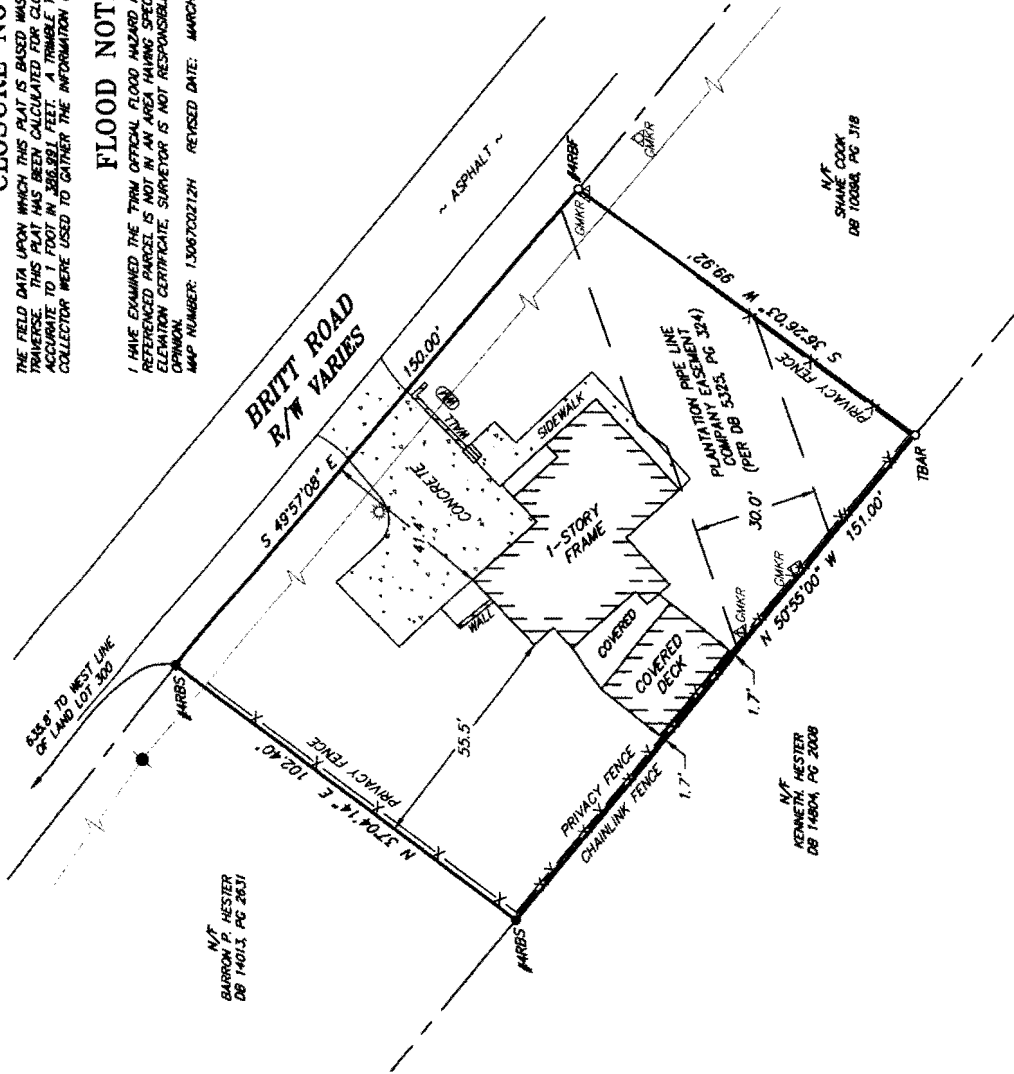 CLOSURE NO
THE FIELD DATA UPON WHICH THIS PLAT IS BASED WAS
TRAVERSE. THIS PLAT HAS BEEN CALCULATED FOR CLO
ACCURATE TO 1 FOOT IN 386,991 FEET. A TRIMBLE T
COLLECTOR WERE USED TO GATHER THE INFORMATION
FLOOD NOT
I HAVE EXAMINED THE "FIRM OFFICIAL FLOOD HAZARD
REFERENCED PARCEL IS NOT IN AN AREA HAVING SPEC
ELEVATION CERTIFICATE, SURVEYOR IS NOT RESPONSIBLE
OPINION.
MAP NUMBER: 13067C0212H REVISED DATE: MARCH
BRITT ROAD
R/W VARIES
~ ASPHALT ~
635.8' TO WEST LINE
OF LAND LOT 300
#4RBS
S 49°57'08" E
150.00'
#4RBF
GMKR
GMKR
WALL
WM
CONCRETE
41.4'
SIDEWALK
WALL
1-STORY
FRAME
COVERED
COVERED
DECK
PLANTATION PIPE LINE
COMPANY EASEMENT
(PER DB 5325, PG 324)
30.0'
S 36°26'03" W 99.92'
PRIVACY FENCE
N/F
SHANE COOK
DB 10098, PG 318
TBAR
GMKR
GMKR
N 50°55'00" W 151.00'
1.7'
1.7'
55.5'
N 37°04'14" E 102.40'
PRIVACY FENCE
PRIVACY FENCE
CHAINLINK FENCE
#4RBS
N/F
BARRON P. HESTER
DB 14013, PG 2631
N/F
KENNETH. HESTER
DB 14804, PG 2008